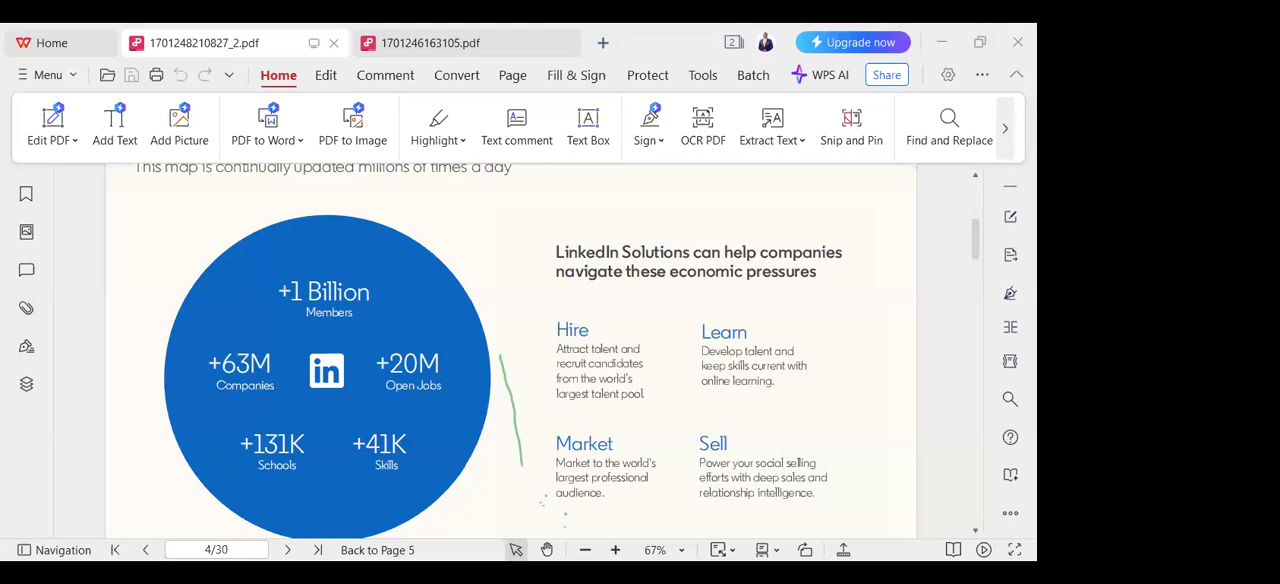 Home
1701248210827_2.pdf
1701246163105.pdf
2
Upgrade now
Menu
Home
Edit
Comment
Convert
Page
Fill & Sign
Protect
Tools
Batch
WPS AI
Share
Edit PDF
Add Text
Add Picture
PDF to Word
PDF to Image
Highlight
Text comment
Text Box
Sign
OCR PDF
Extract Text
Snip and Pin
Find and Replace
This map is continually updated millions of times a day
+1 Billion
Members
+63M
Companies
in
+20M
Open Jobs
+131K
Schools
+41K
Skills
LinkedIn Solutions can help companies
navigate these economic pressures
Hire
Attract talent and
recruit candidates
from the world's
largest talent pool.
Learn
Develop talent and
keep skills current with
online learning.
Market
Market to the world's
largest professional
audience.
Sell
Power your social selling
efforts with deep sales and
relationship intelligence.
Navigation
4/30
Back to Page 5
67%